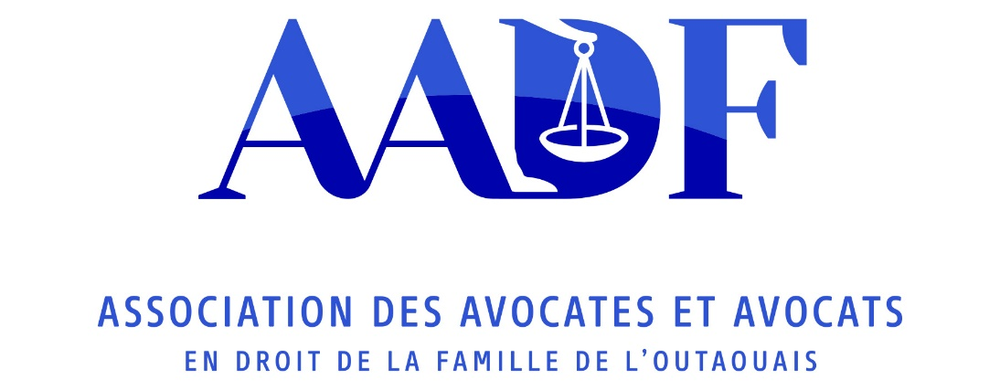 AADF
ASSOCIATION DES AVOCATES ET AVOCATS
EN DROIT DE LA FAMILLE DE L’OUTAOUAIS